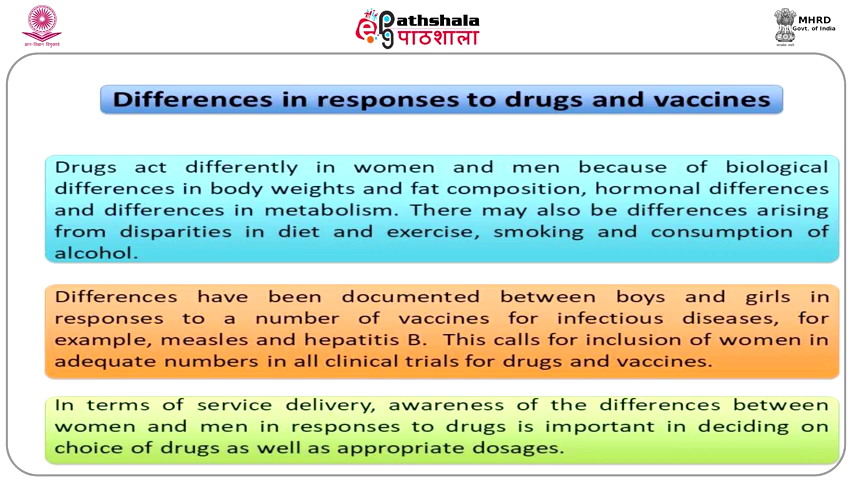 ज्ञान-विज्ञान विमुक्तये
Pathshala
पाठशाला
MHRD
Govt. of India
Differences in responses to drugs and vaccines
Drugs act differently in women and men because of biological
differences in body weights and fat composition, hormonal differences
and differences in metabolism. There may also be differences arising
from disparities in diet and exercise, smoking and consumption of
alcohol.
Differences have been documented between boys and girls in
responses to a number of vaccines for infectious diseases, for
example, measles and hepatitis B.  This calls for inclusion of women in
adequate numbers in all clinical trials for drugs and vaccines.
In terms of service delivery, awareness of the differences between
women and men in responses to drugs is important in deciding on
choice of drugs as well as appropriate dosages.